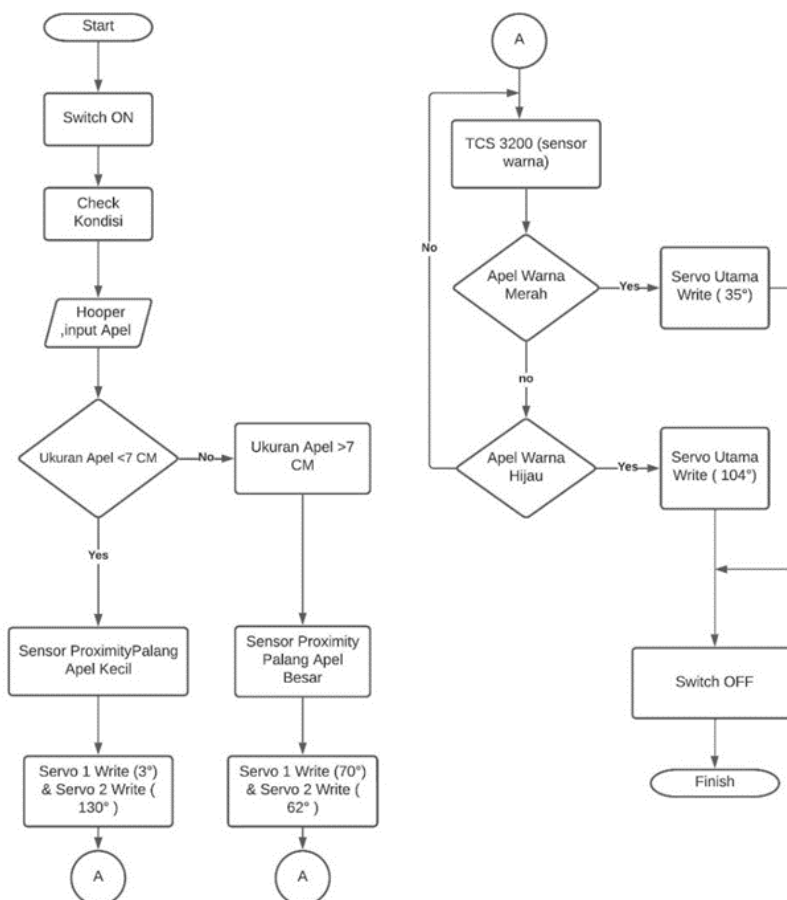 Start
Switch ON
Check
Kondisi
Hooper
,input Apel
Ukuran Apel <7 CM
No
Ukuran Apel >7
CM
Yes
Sensor ProximityPalang
Apel Kecil
Sensor Proximity
Palang Apel
Besar
Servo 1 Write (3°)
& Servo 2 Write (
130° )
Servo 1 Write (70°)
& Servo 2 Write (
62° )
A
A
A
TCS 3200 (sensor
warna)
No
Apel Warna
Merah
Yes
Servo Utama
Write ( 35°)
no
Apel Warna
Hijau
Yes
Servo Utama
Write ( 104°)
Switch OFF
Finish